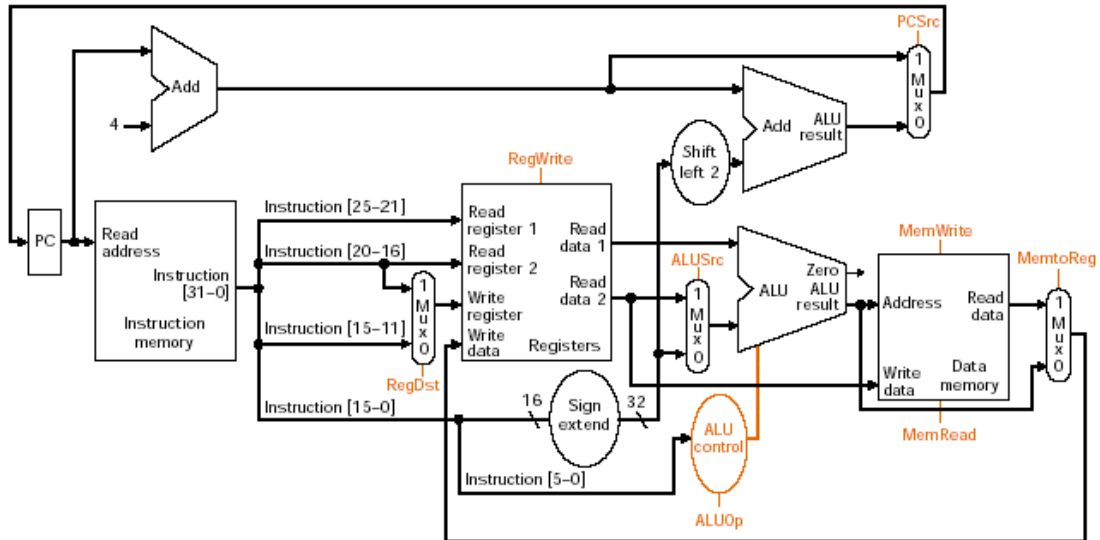 PCSrc
1
M
u
x
0
Add
4
Add
ALU
result
Shift
left 2
RegWrite
PC
Read
address
Instruction
[31–0]
Instruction
memory
Instruction [25–21]
Instruction [20–16]
Instruction [15–11]
Instruction [15–0]
Instruction [5–0]
1
M
u
x
0
RegDst
Read
register 1
Read
register 2
Write
register
Write
data
Read
data 1
Read
data 2
Registers
16
Sign
extend
32
ALUSrc
1
M
u
x
0
Zero
ALU
ALU
result
ALU
control
ALUOp
MemWrite
Address
Read
data
Write
data
Data
memory
MemRead
MemtoReg
1
M
u
x
0